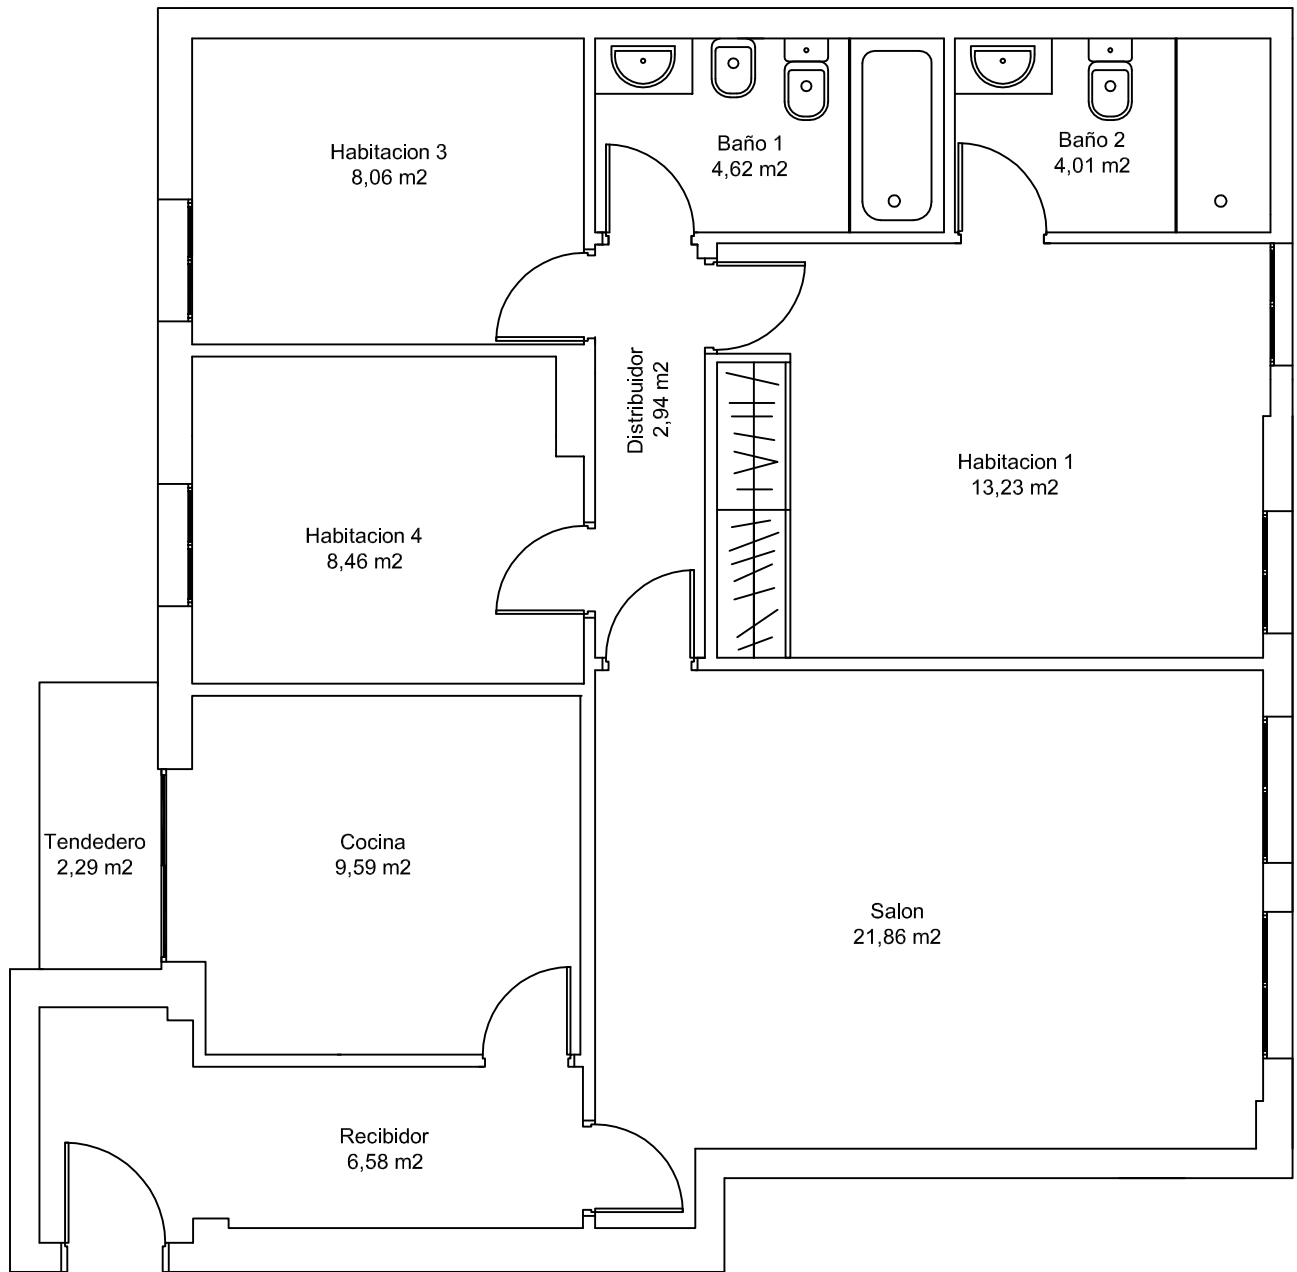 Habitacion 3
8,06 m2
Baño 1
4,62 m2
Baño 2
4,01 m2
Distribuidor
2,94 m2
Habitacion 1
13,23 m2
Habitacion 4
8,46 m2
Tendedero
2,29 m2
Cocina
9,59 m2
Salon
21,86 m2
Recibidor
6,58 m2